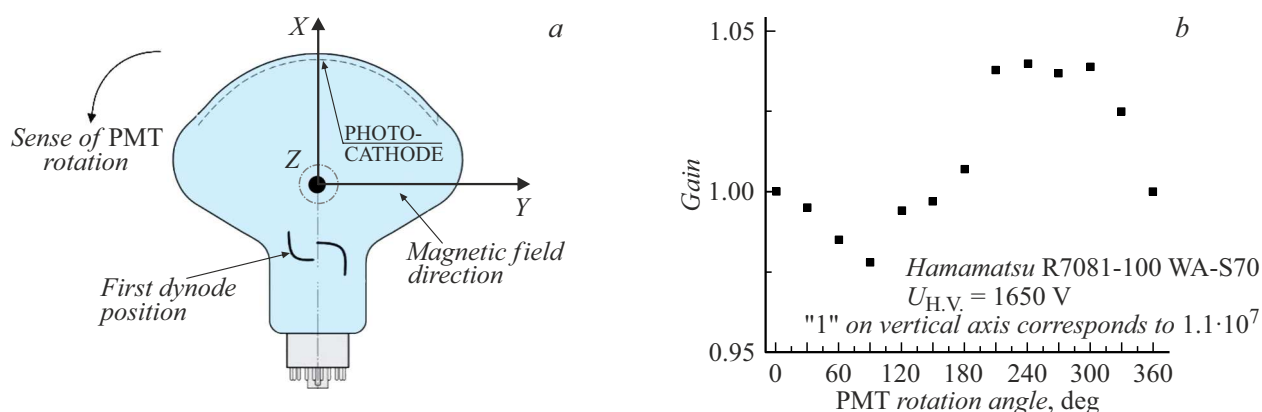 X
a
Sense of PMT
rotation
PHOTO-
CATHODE
Z
Y
Magnetic field
direction
First dynode
position
b
1.05
1.00
0.95
Gain
Hamamatsu R7081-100 WA-S70
U_H.V. = 1650 V
"1" on vertical axis corresponds to 1.1·10⁷
0 60 120 180 240 300 360
PMT rotation angle, deg